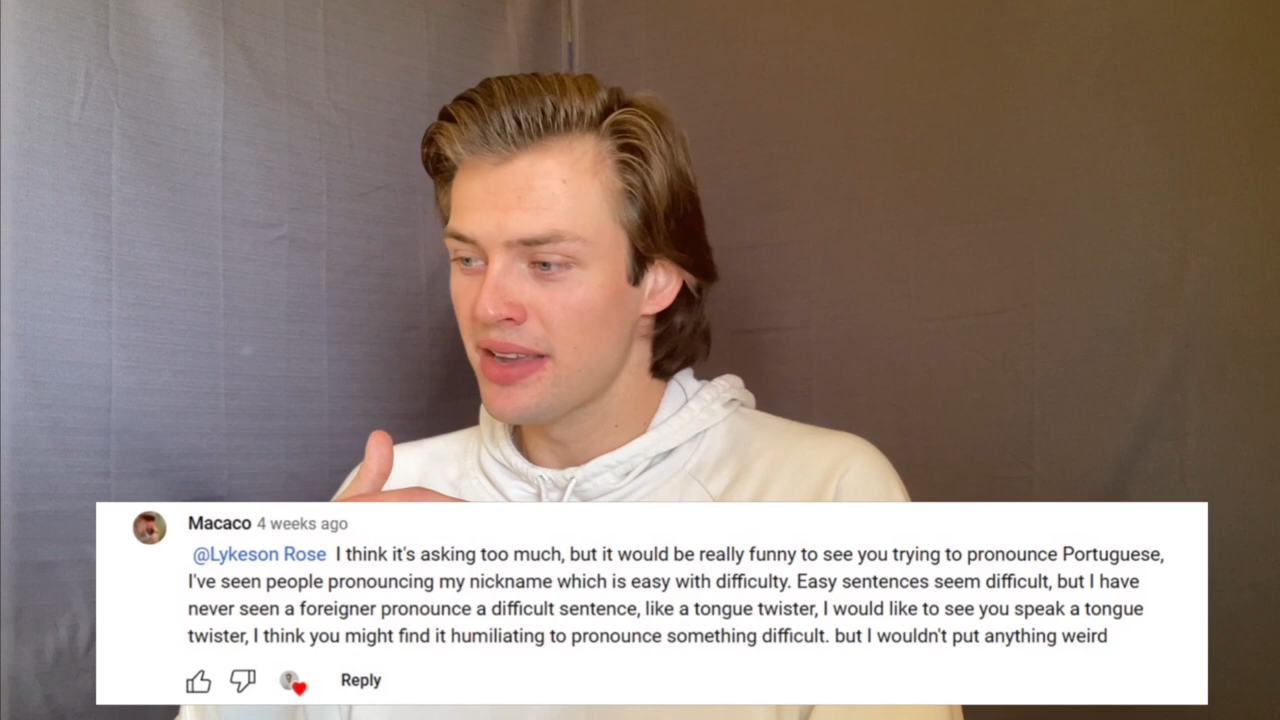 Macaco 4 weeks ago
@Lykeson Rose I think it's asking too much, but it would be really funny to see you trying to pronounce Portuguese,
I've seen people pronouncing my nickname which is easy with difficulty. Easy sentences seem difficult, but I have
never seen a foreigner pronounce a difficult sentence, like a tongue twister, I would like to see you speak a tongue
twister, I think you might find it humiliating to pronounce something difficult. but I wouldn't put anything weird
Reply